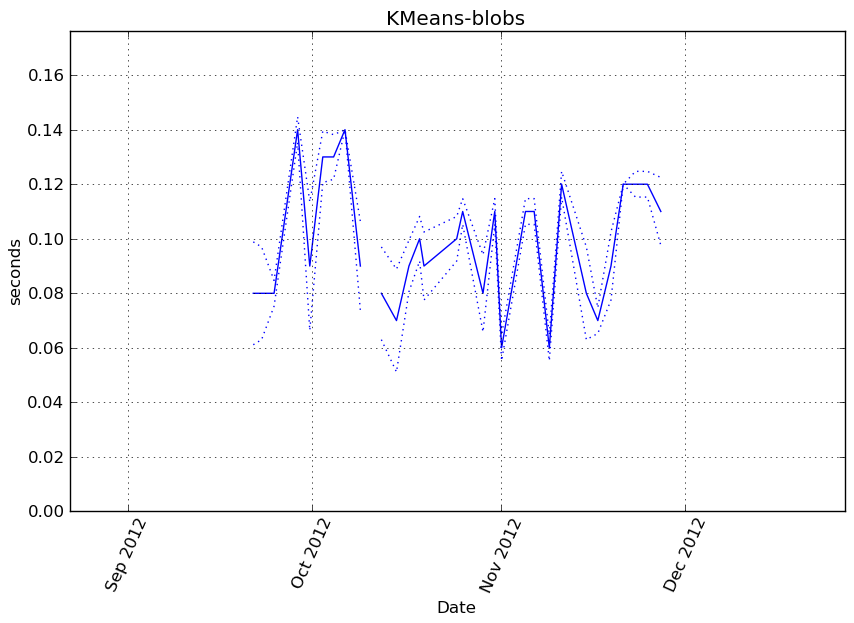 KMeans-blobs
0.16
0.14
0.12
0.10
0.08
0.06
0.04
0.02
0.00
seconds
Sep 2012
Oct 2012
Nov 2012
Dec 2012
Date